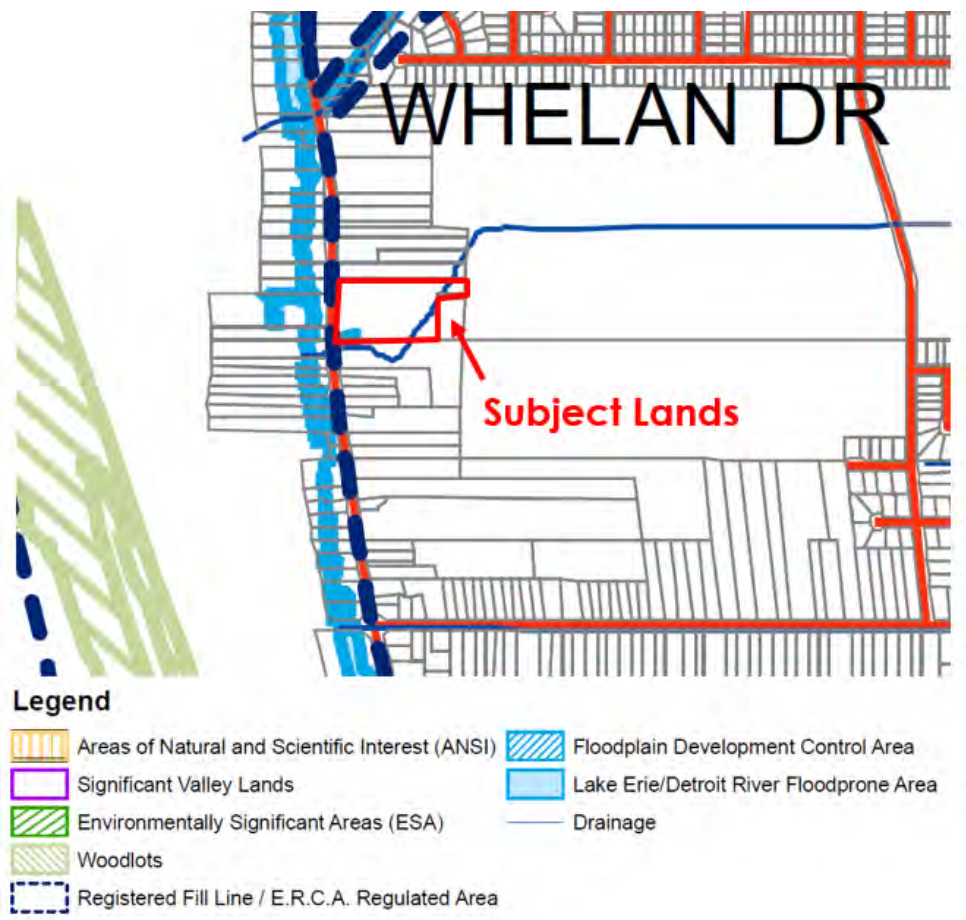 WHELAN DR
Subject Lands
Legend
Areas of Natural and Scientific Interest (ANSI)
Significant Valley Lands
Environmentally Significant Areas (ESA)
Woodlots
Registered Fill Line / E.R.C.A. Regulated Area
Floodplain Development Control Area
Lake Erie/Detroit River Floodprone Area
Drainage